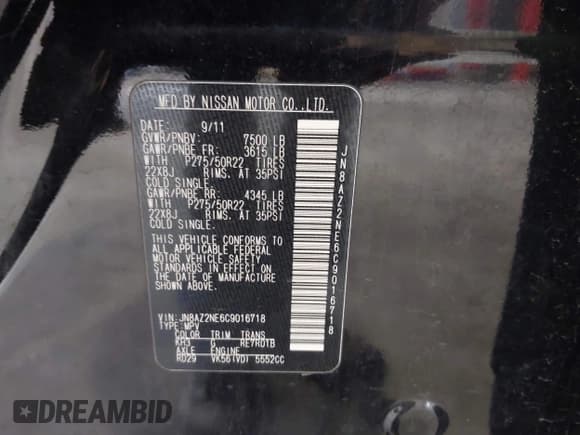 MFD BY NISSAN MOTOR CO.,LTD.
DATE: 9/11
GVWR/PNBV: 7500 LB
GAWR/PNBE FR: 3615 LB
WITH P275/50R22 TIRES
22X8J RIMS. AT 35PSI
COLD SINGLE.
GAWR/PNBE RR: 4345 LB
WITH P275/50R22 TIRES
22X8J RIMS. AT 35PSI
COLD SINGLE.
THIS VEHICLE CONFORMS TO
ALL APPLICABLE FEDERAL
MOTOR VEHICLE SAFETY
STANDARDS IN EFFECT ON
THE DATE OF MANUFACTURE
SHOWN ABOVE.
VIN: JN8AZ2NE6C9016718
TYPE MPV
COLOR TRIM TRANS
KH3 G RE7R01B
AXLE ENGINE
RD29 VK56(VD) 5552CC
JN8AZ2NE6C9016718
DREAMBID